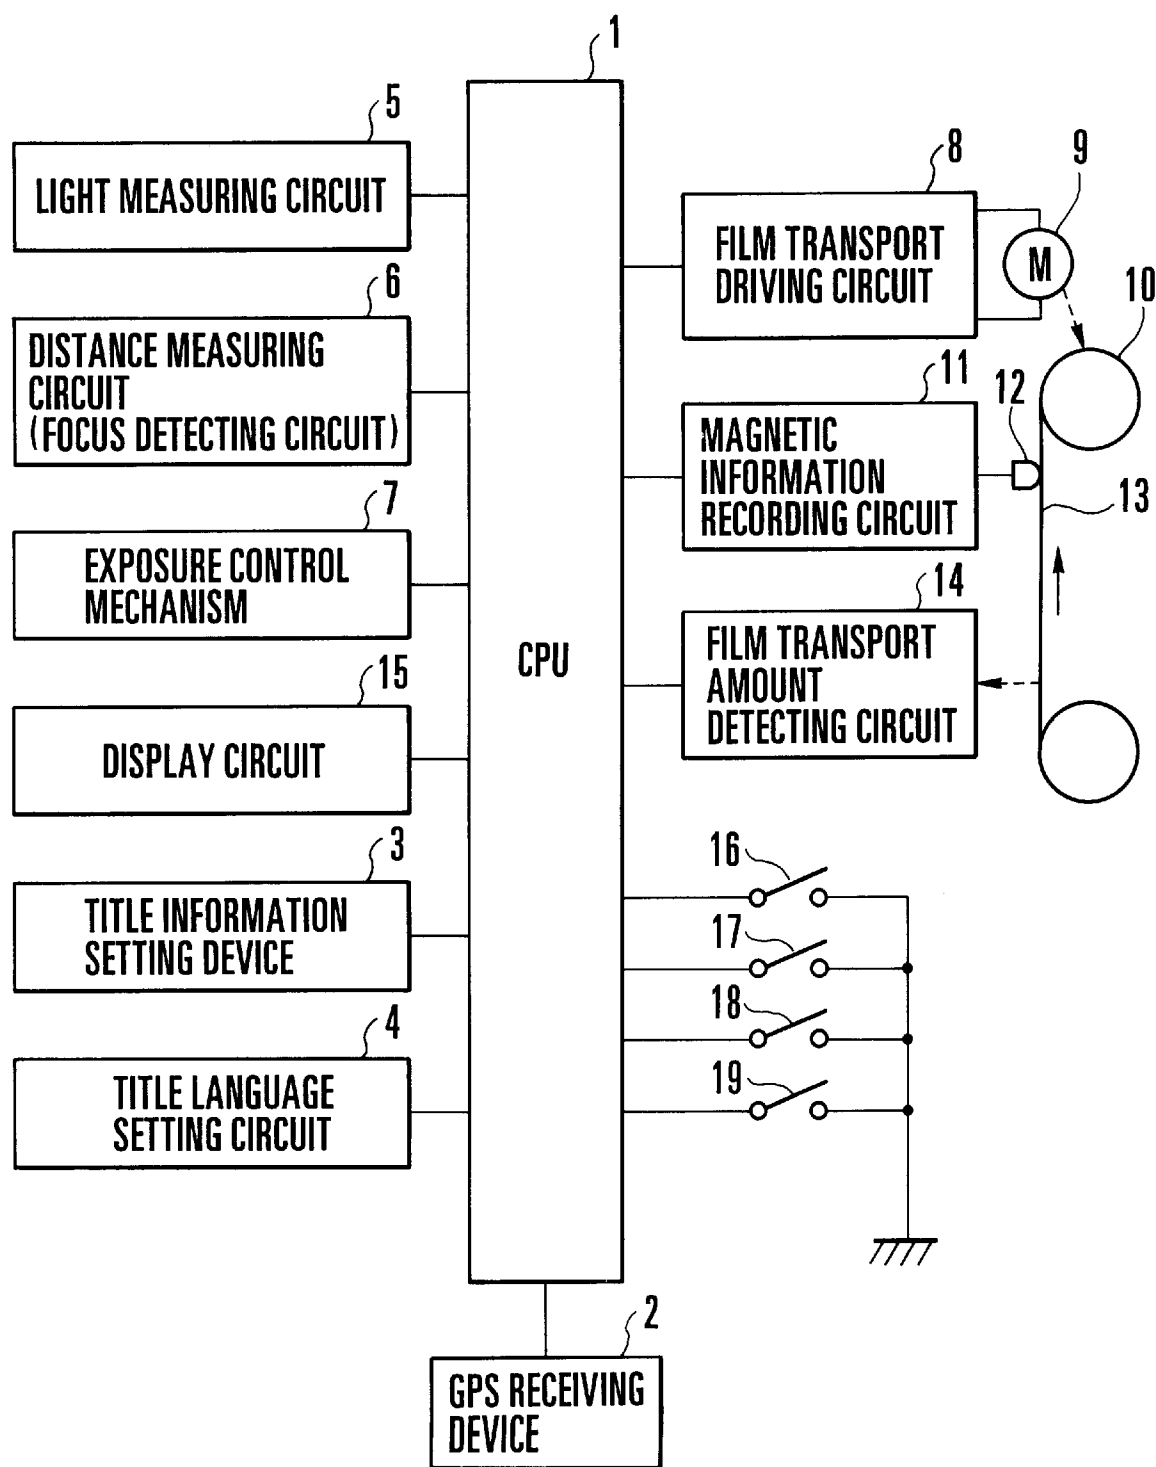 1
5
LIGHT MEASURING CIRCUIT
6
DISTANCE MEASURING
CIRCUIT
(FOCUS DETECTING CIRCUIT)
7
EXPOSURE CONTROL
MECHANISM
15
DISPLAY CIRCUIT
3
TITLE INFORMATION
SETTING DEVICE
4
TITLE LANGUAGE
SETTING CIRCUIT
CPU
8
FILM TRANSPORT
DRIVING CIRCUIT
9
M
10
11
MAGNETIC
INFORMATION
RECORDING CIRCUIT
12
13
14
FILM TRANSPORT
AMOUNT
DETECTING CIRCUIT
16
17
18
19
2
GPS RECEIVING
DEVICE